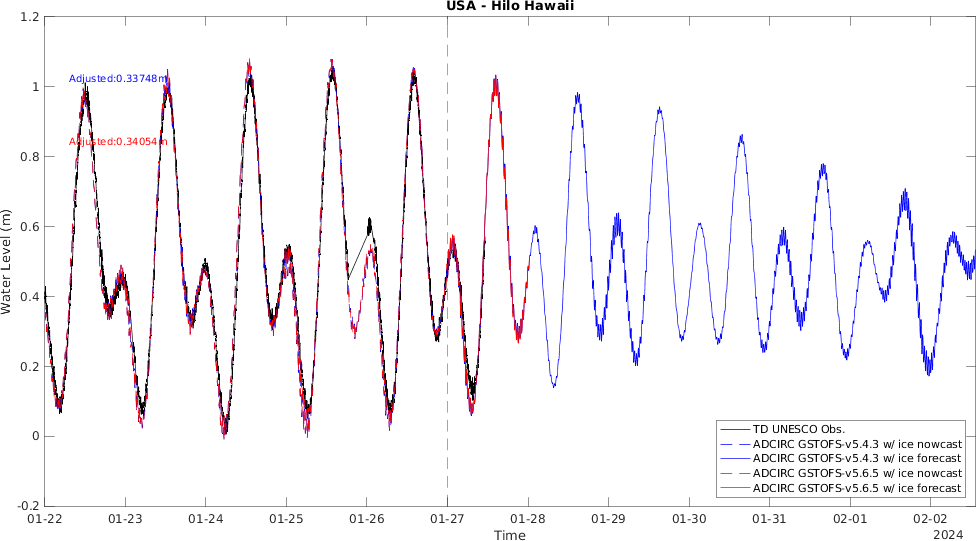 USA - Hilo Hawaii
1.2
1
0.8
0.6
0.4
0.2
0
-0.2
Water Level (m)
Adjusted:0.33748m
Adjusted:0.34054m
TD UNESCO Obs.
ADCIRC GSTOFS-v5.4.3 w/ ice nowcast
ADCIRC GSTOFS-v5.4.3 w/ ice forecast
ADCIRC GSTOFS-v5.6.5 w/ ice nowcast
ADCIRC GSTOFS-v5.6.5 w/ ice forecast
01-22 01-23 01-24 01-25 01-26 01-27 01-28 01-29 01-30 01-31 02-01 02-02
Time
2024